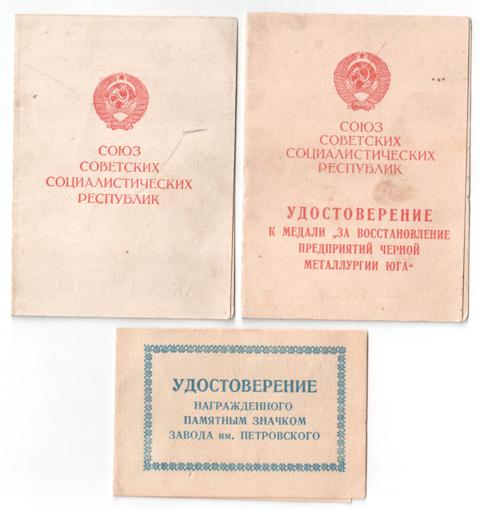 СОЮЗ
СОВЕТСКИХ
СОЦИАЛИСТИЧЕСКИХ
РЕСПУБЛИК
СОЮЗ
СОВЕТСКИХ
СОЦИАЛИСТИЧЕСКИХ
РЕСПУБЛИК
УДОСТОВЕРЕНИЕ
К МЕДАЛИ „ЗА ВОССТАНОВЛЕНИЕ
ПРЕДПРИЯТИЙ ЧЕРНОЙ
МЕТАЛЛУРГИИ ЮГА“
УДОСТОВЕРЕНИЕ
НАГРАЖДЕННОГО
ПАМЯТНЫМ ЗНАЧКОМ
ЗАВОДА им. ПЕТРОВСКОГО